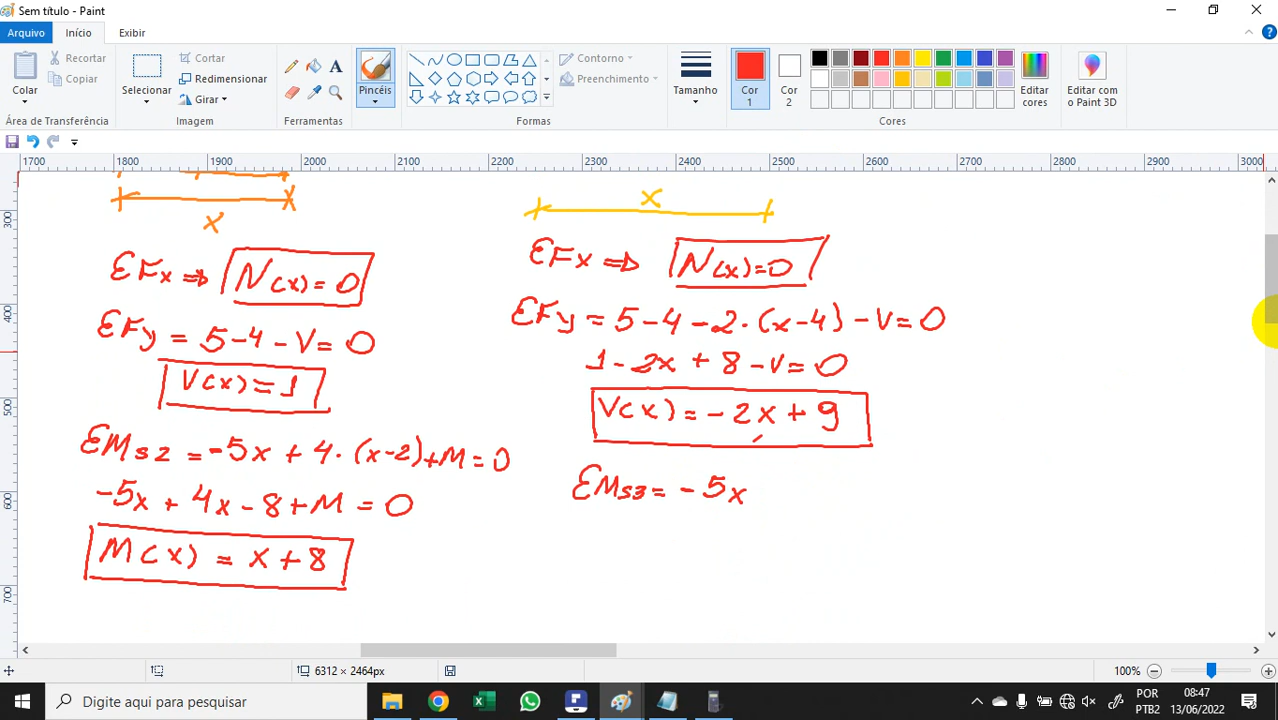 Sem título - Paint
Arquivo Início Exibir
Colar
Recortar
Copiar
Área de Transferência
Selecionar
Redimensionar
Girar
Imagem
Ferramentas
Pincéis
Contorno
Preenchimento
Formas
Tamanho
Cor 1
Cor 2
Editar cores
Cores
Editar com o Paint 3D
1700 1800 1900 2000 2100 2200 2300 2400 2500 2600 2700 2800 2900 3000
300
400
500
600
700
x
ΣFx ⇒ N(x) = 0
ΣFy = 5 - 4 - V = 0
V(x) = 1
ΣMs2 = -5x + 4 · (x-2) + M = 0
-5x + 4x - 8 + M = 0
M(x) = x + 8
x
ΣFx ⇒ N(x) = 0
ΣFy = 5 - 4 - 2 · (x-4) - V = 0
1 - 2x + 8 - V = 0
V(x) = -2x + 9
ΣMs3 = -5x
6312 × 2464px
100%
Digite aqui para pesquisar
POR
PTB2
08:47
13/06/2022